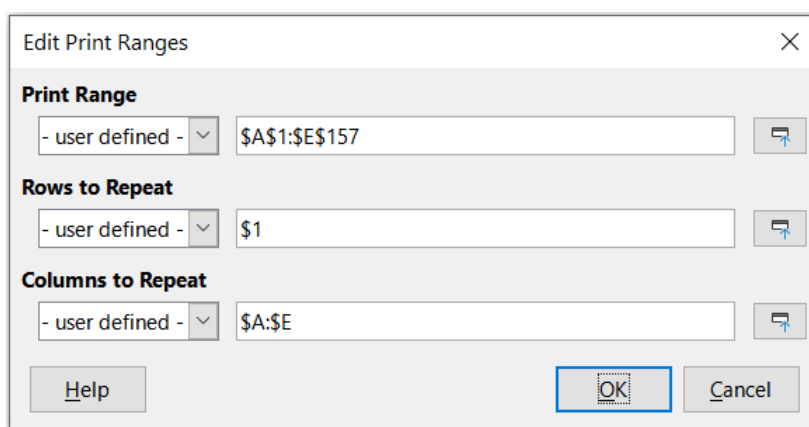 Edit Print Ranges
Print Range
- user defined - $A$1:$E$157
Rows to Repeat
- user defined - $1
Columns to Repeat
- user defined - $A:$E
Help OK Cancel